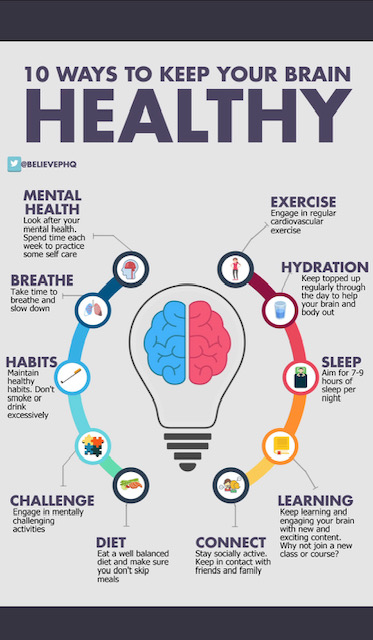 10 WAYS TO KEEP YOUR BRAIN
HEALTHY
@BELIEVEPHQ
MENTAL
HEALTH
Look after your
mental health.
Spend time each
week to practice
some self care
BREATHE
Take time to
breathe and
slow down
HABITS
Maintain
healthy
habits. Don't
smoke or
drink
excessively
CHALLENGE
Engage in mentally
challenging
activities
DIET
Eat a well balanced
diet and make sure
you don't skip
meals
EXERCISE
Engage in regular
cardiovascular
exercise
HYDRATION
Keep topped up
regularly through
the day to help
your brain and
body out
SLEEP
Aim for 7-9
hours of
sleep per
night
LEARNING
Keep learning and
engaging your brain
with new and
exciting content.
Why not join a new
class or course?
CONNECT
Stay socially active.
Keep in contact with
friends and family